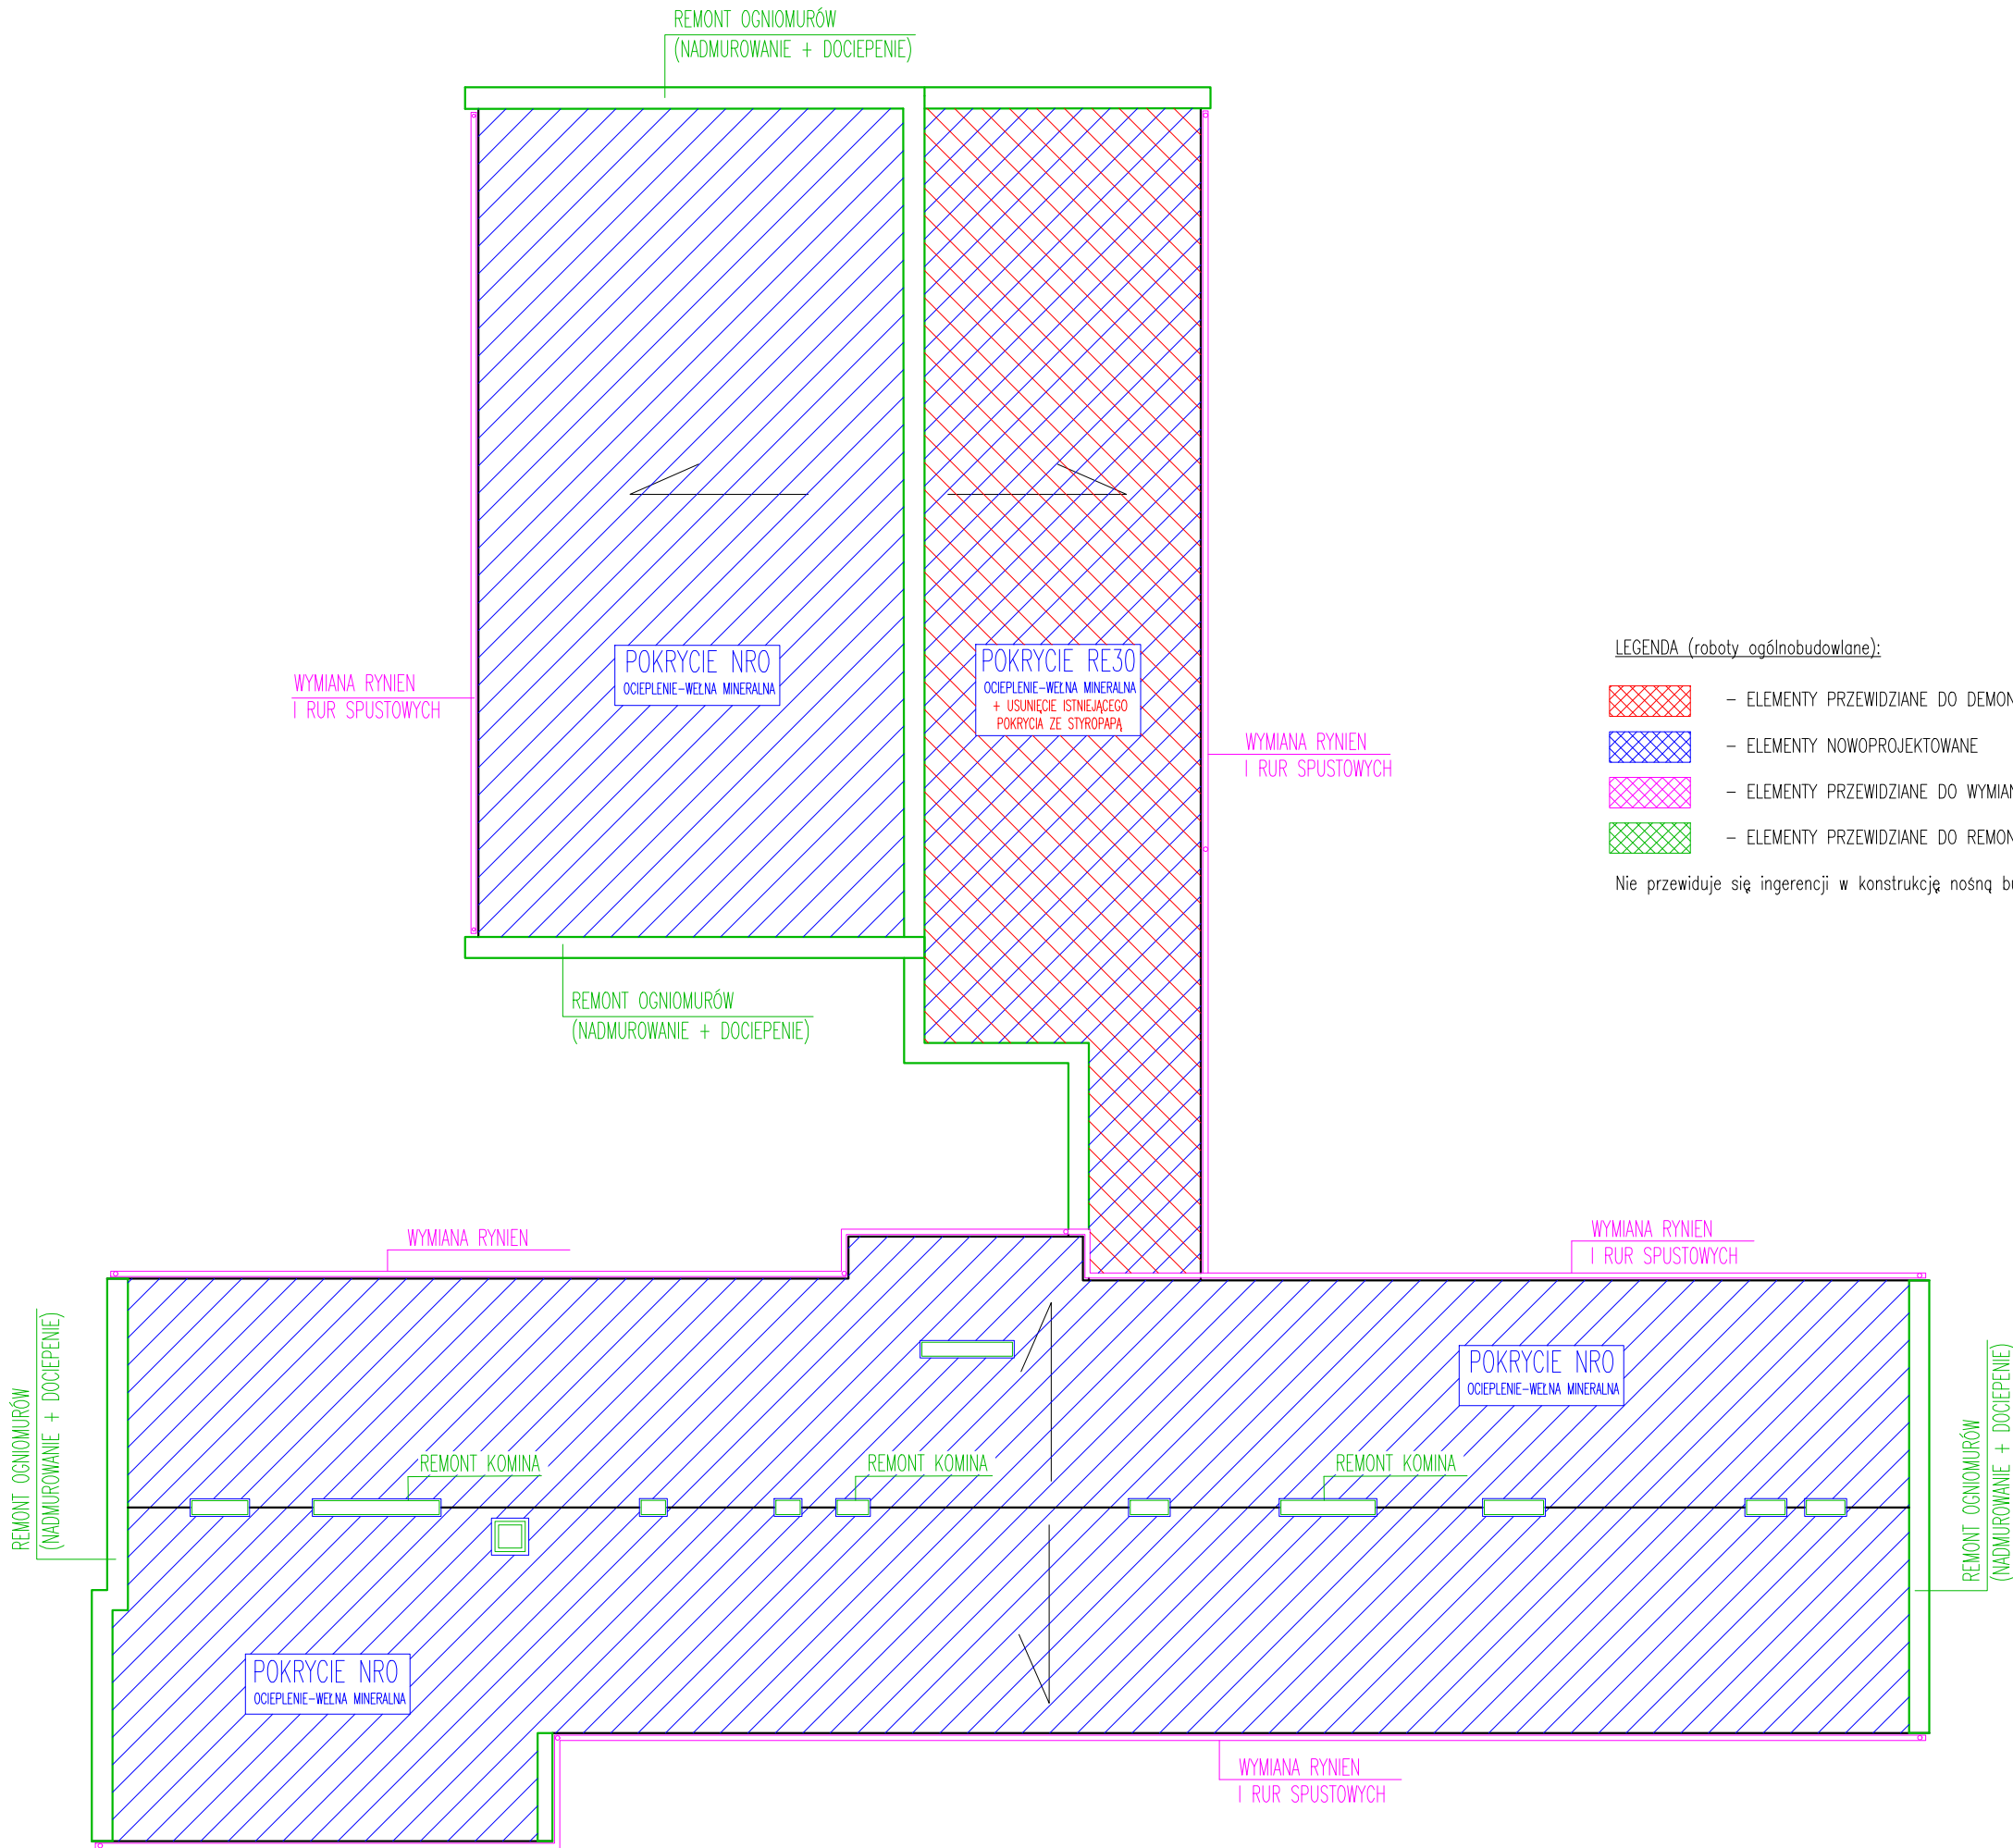 REMONT OGNIOMURÓW
(NADMUROWANIE + DOCIEPENIE)
POKRYCIE NRO
OCIEPLENIE-WEŁNA MINERALNA
POKRYCIE RE30
OCIEPLENIE-WEŁNA MINERALNA
+ USUNIĘCIE ISTNIEJĄCEGO
POKRYCIA ZE STYROPAPĄ
WYMIANA RYNIEN
I RUR SPUSTOWYCH
WYMIANA RYNIEN
I RUR SPUSTOWYCH
LEGENDA (roboty ogólnobudowlane):
- ELEMENTY PRZEWIDZIANE DO DEMON
- ELEMENTY NOWOPROJEKTOWANE
- ELEMENTY PRZEWIDZIANE DO WYMIAN
- ELEMENTY PRZEWIDZIANE DO REMON
Nie przewiduje się ingerencji w konstrukcję nośną bu
REMONT OGNIOMURÓW
(NADMUROWANIE + DOCIEPENIE)
WYMIANA RYNIEN
WYMIANA RYNIEN
I RUR SPUSTOWYCH
REMONT OGNIOMURÓW
(NADMUROWANIE + DOCIEPENIE)
POKRYCIE NRO
OCIEPLENIE-WEŁNA MINERALNA
REMONT KOMINA
REMONT KOMINA
REMONT KOMINA
REMONT OGNIOMURÓW
(NADMUROWANIE + DOCIEPENIE)
POKRYCIE NRO
OCIEPLENIE-WEŁNA MINERALNA
WYMIANA RYNIEN
I RUR SPUSTOWYCH